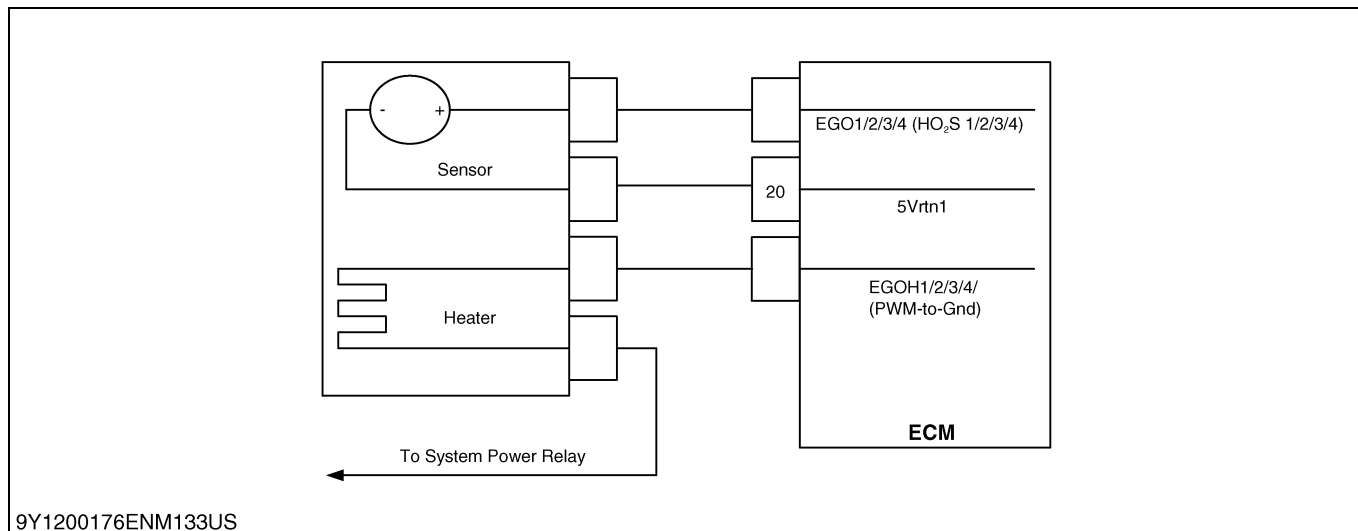 - +
EGO1/2/3/4 (HO₂S 1/2/3/4)
Sensor
20
5Vrtn1
EGOH1/2/3/4/
(PWM-to-Gnd)
Heater
ECM
To System Power Relay
9Y1200176ENM133US